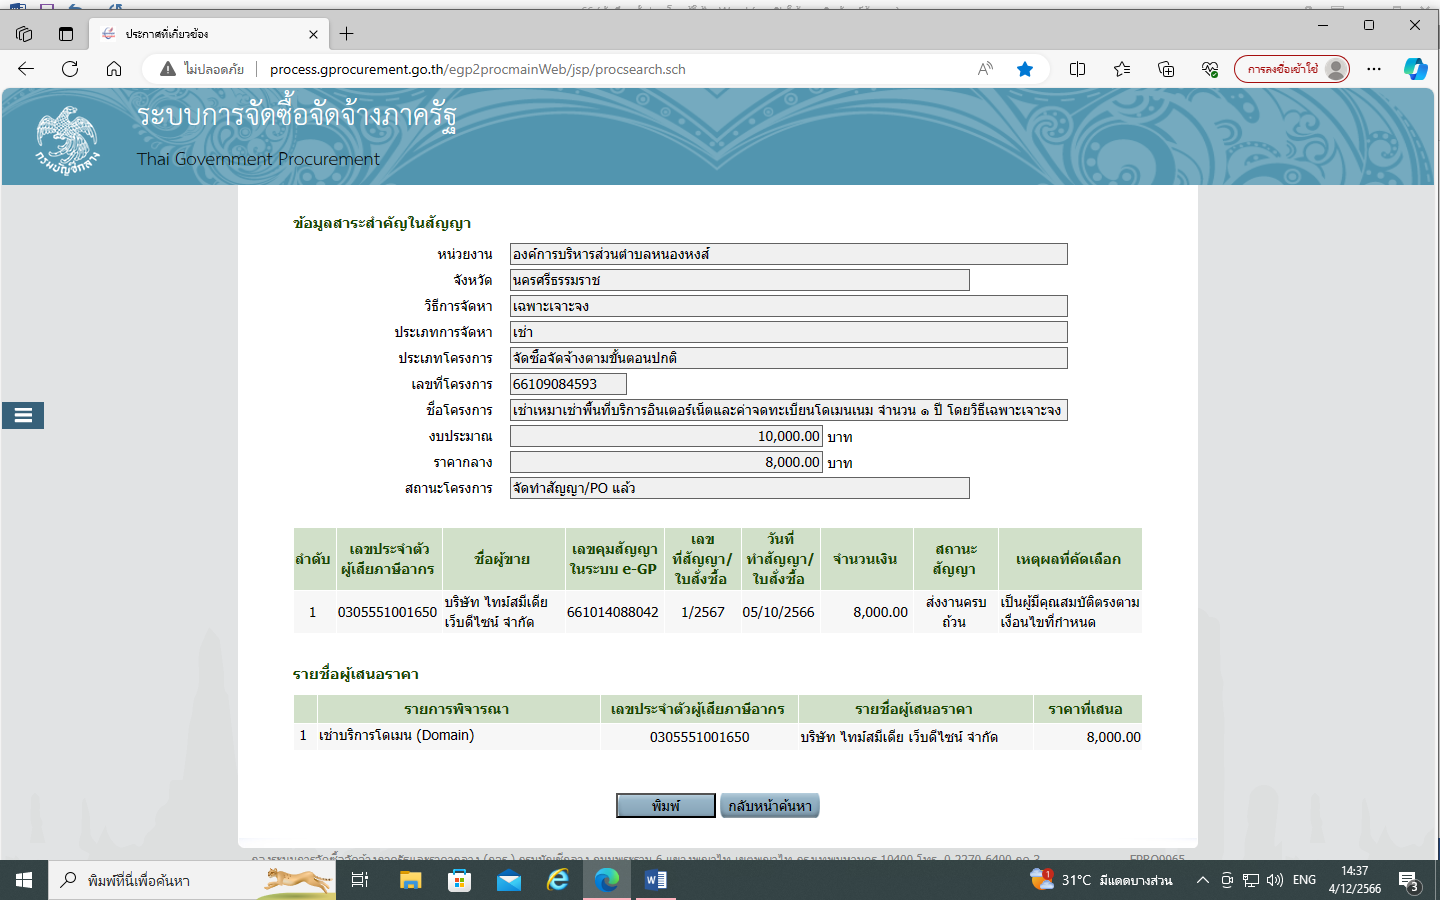 ประกาศที่เกี่ยวข้อง
ไม่ปลอดภัย
process.gprocurement.go.th/egp2procmainWeb/jsp/procsearch.sch
การลงชื่อเข้าใช้
ระบบการจัดซื้อจัดจ้างภาครัฐ
Thai Government Procurement
กรมบัญชีกลาง
ข้อมูลสาระสำคัญในสัญญา
หน่วยงาน องค์การบริหารส่วนตำบลหนองหงส์
จังหวัด นครศรีธรรมราช
วิธีการจัดหา เฉพาะเจาะจง
ประเภทการจัดหา เช่า
ประเภทโครงการ จัดซื้อจัดจ้างตามขั้นตอนปกติ
เลขที่โครงการ 66109084593
ชื่อโครงการ เช่าเหมาเช่าพื้นที่บริการอินเตอร์เน็ตและค่าจดทะเบียนโดเมนเนม จำนวน ๑ ปี โดยวิธีเฉพาะเจาะจง
งบประมาณ 10,000.00 บาท
ราคากลาง 8,000.00 บาท
สถานะโครงการ จัดทำสัญญา/PO แล้ว
ลำดับ เลขประจำตัวผู้เสียภาษีอากร ชื่อผู้ขาย เลขคุมสัญญาในระบบ e-GP เลขที่สัญญา/ใบสั่งซื้อ วันที่ทำสัญญา/ใบสั่งซื้อ จำนวนเงิน สถานะสัญญา เหตุผลที่คัดเลือก
1 0305551001650 บริษัท ไทม์สมีเดีย เว็บดีไซน์ จำกัด 661014088042 1/2567 05/10/2566 8,000.00 ส่งงานครบถ้วน เป็นผู้มีคุณสมบัติตรงตามเงื่อนไขที่กำหนด
รายชื่อผู้เสนอราคา
รายการพิจารณา เลขประจำตัวผู้เสียภาษีอากร รายชื่อผู้เสนอราคา ราคาที่เสนอ
1 เช่าบริการโดเมน (Domain) 0305551001650 บริษัท ไทม์สมีเดีย เว็บดีไซน์ จำกัด 8,000.00
พิมพ์ กลับหน้าค้นหา
พิมพ์ที่นี่เพื่อค้นหา
1
31°C มีแดดบางส่วน
ENG
14:37
4/12/2566
3